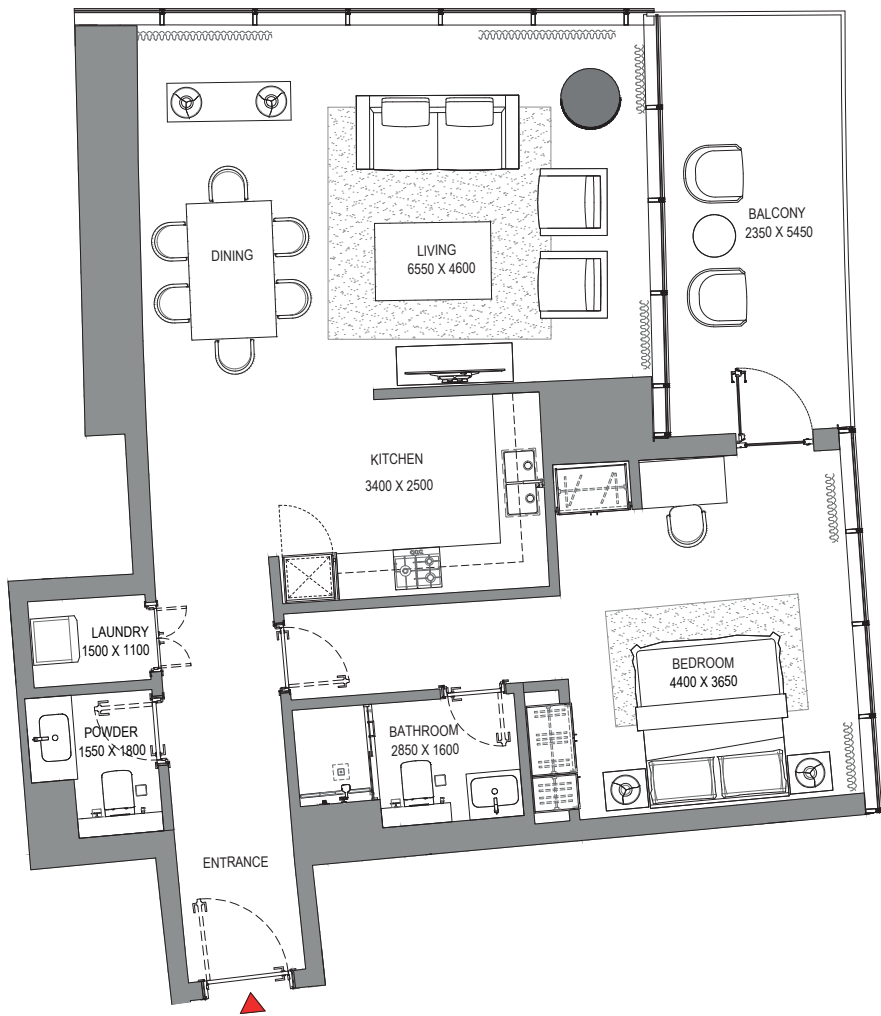 BALCONY
2350 X 5450
DINING
LIVING
6550 X 4600
KITCHEN
3400 X 2500
LAUNDRY
1500 X 1100
BEDROOM
4400 X 3650
POWDER
1550 X 1800
BATHROOM
2850 X 1600
ENTRANCE